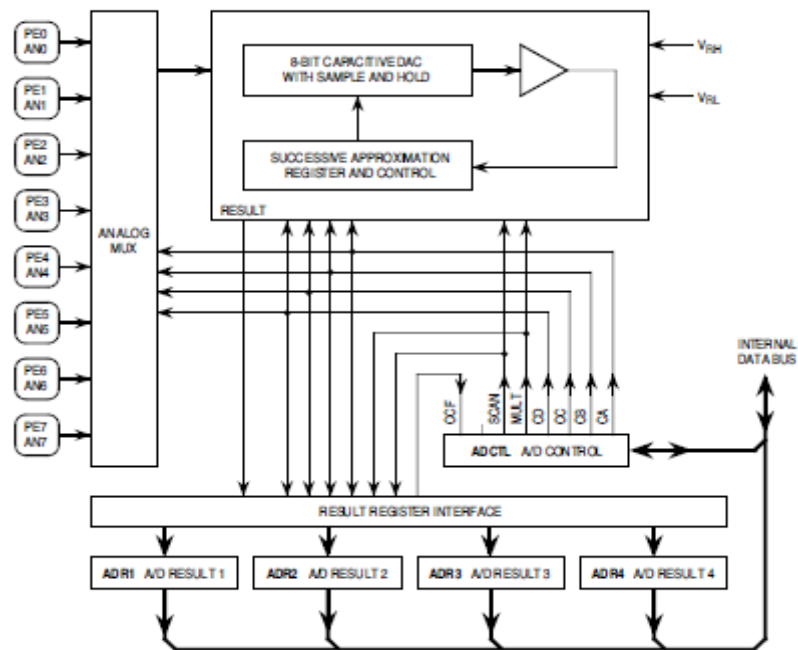 PE0
AN0
PE1
AN1
PE2
AN2
PE3
AN3
PE4
AN4
PE5
AN5
PE6
AN6
PE7
AN7
ANALOG
MUX
8-BIT CAPACITIVE DAC
WITH SAMPLE AND HOLD
SUCCESSIVE APPROXIMATION
REGISTER AND CONTROL
RESULT
VRH
VRL
INTERNAL
DATA BUS
CCF
SCAN
MULT
CD
CC
CB
CA
ADCTL A/D CONTROL
RESULT REGISTER INTERFACE
ADR1 A/D RESULT 1
ADR2 A/D RESULT 2
ADR3 A/D RESULT 3
ADR4 A/D RESULT 4